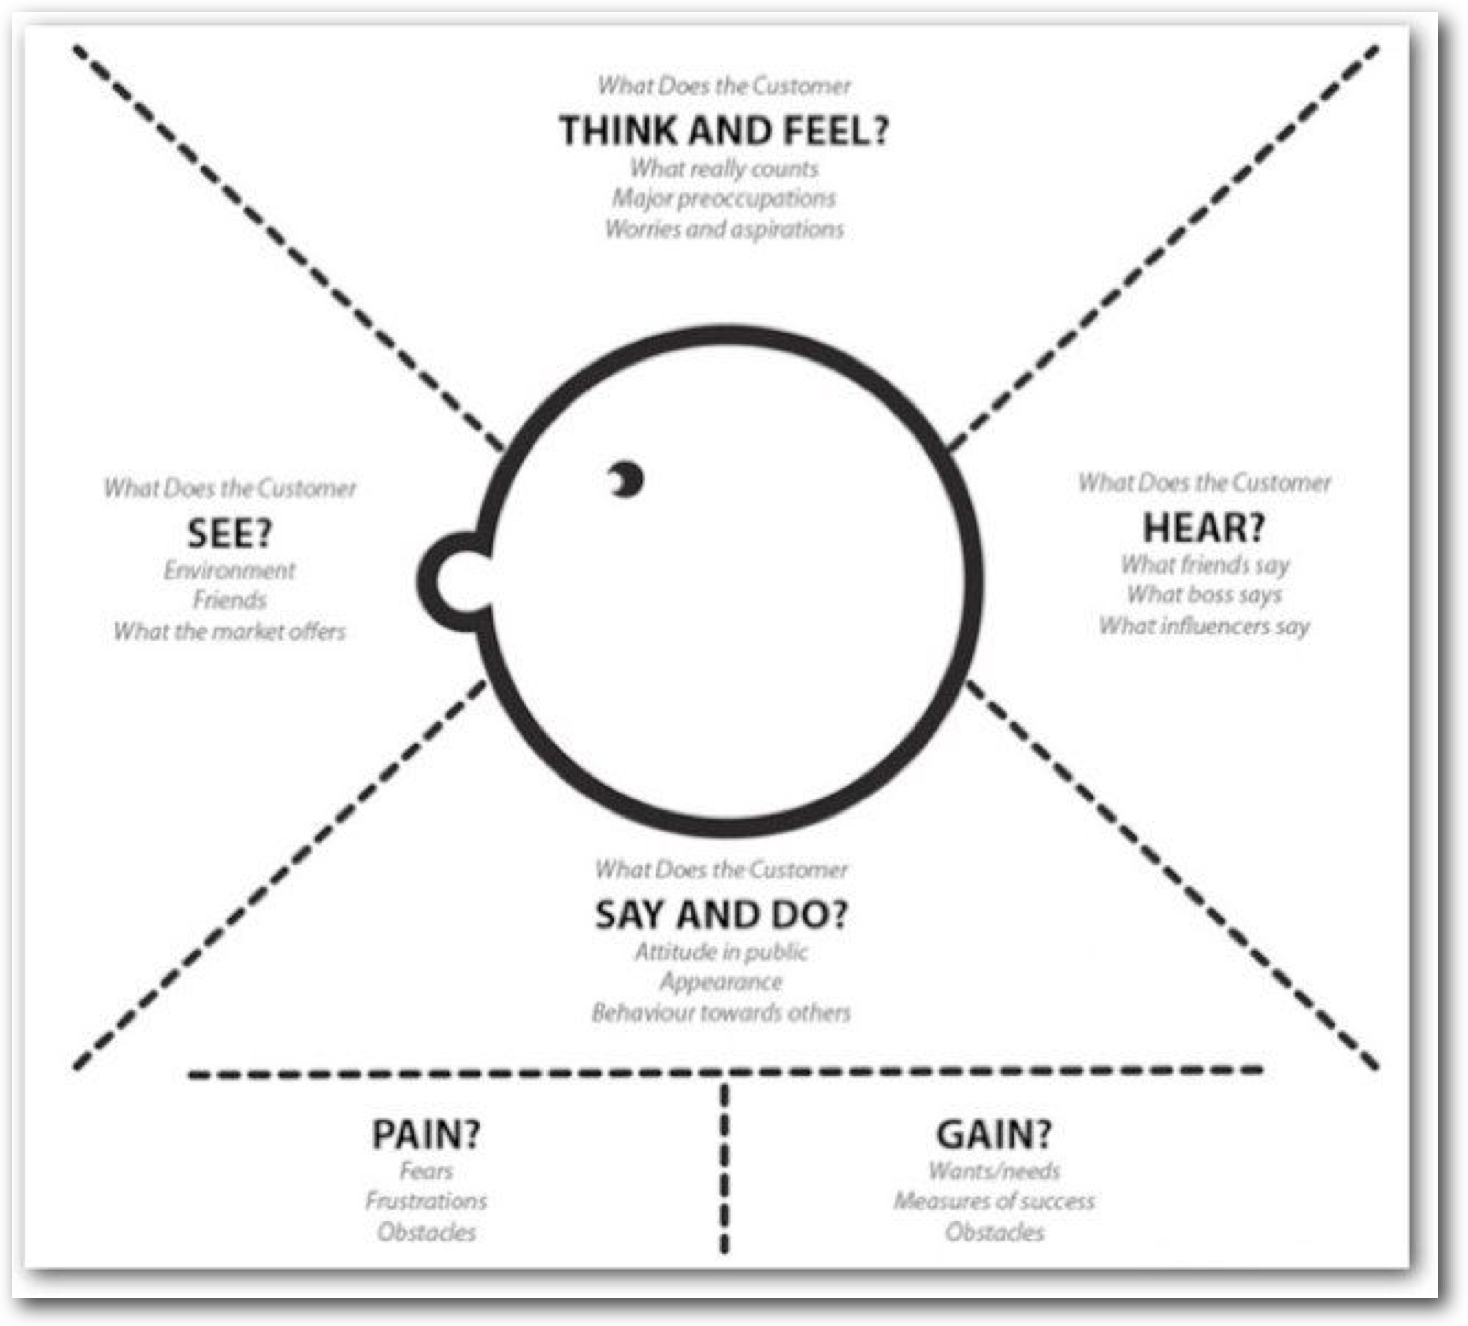 What Does the Customer
THINK AND FEEL?
What really counts
Major preoccupations
Worries and aspirations
What Does the Customer
SEE?
Environment
Friends
What the market offers
What Does the Customer
HEAR?
What friends say
What boss says
What influencers say
What Does the Customer
SAY AND DO?
Attitude in public
Appearance
Behaviour towards others
PAIN?
Fears
Frustrations
Obstacles
GAIN?
Wants/needs
Measures of success
Obstacles